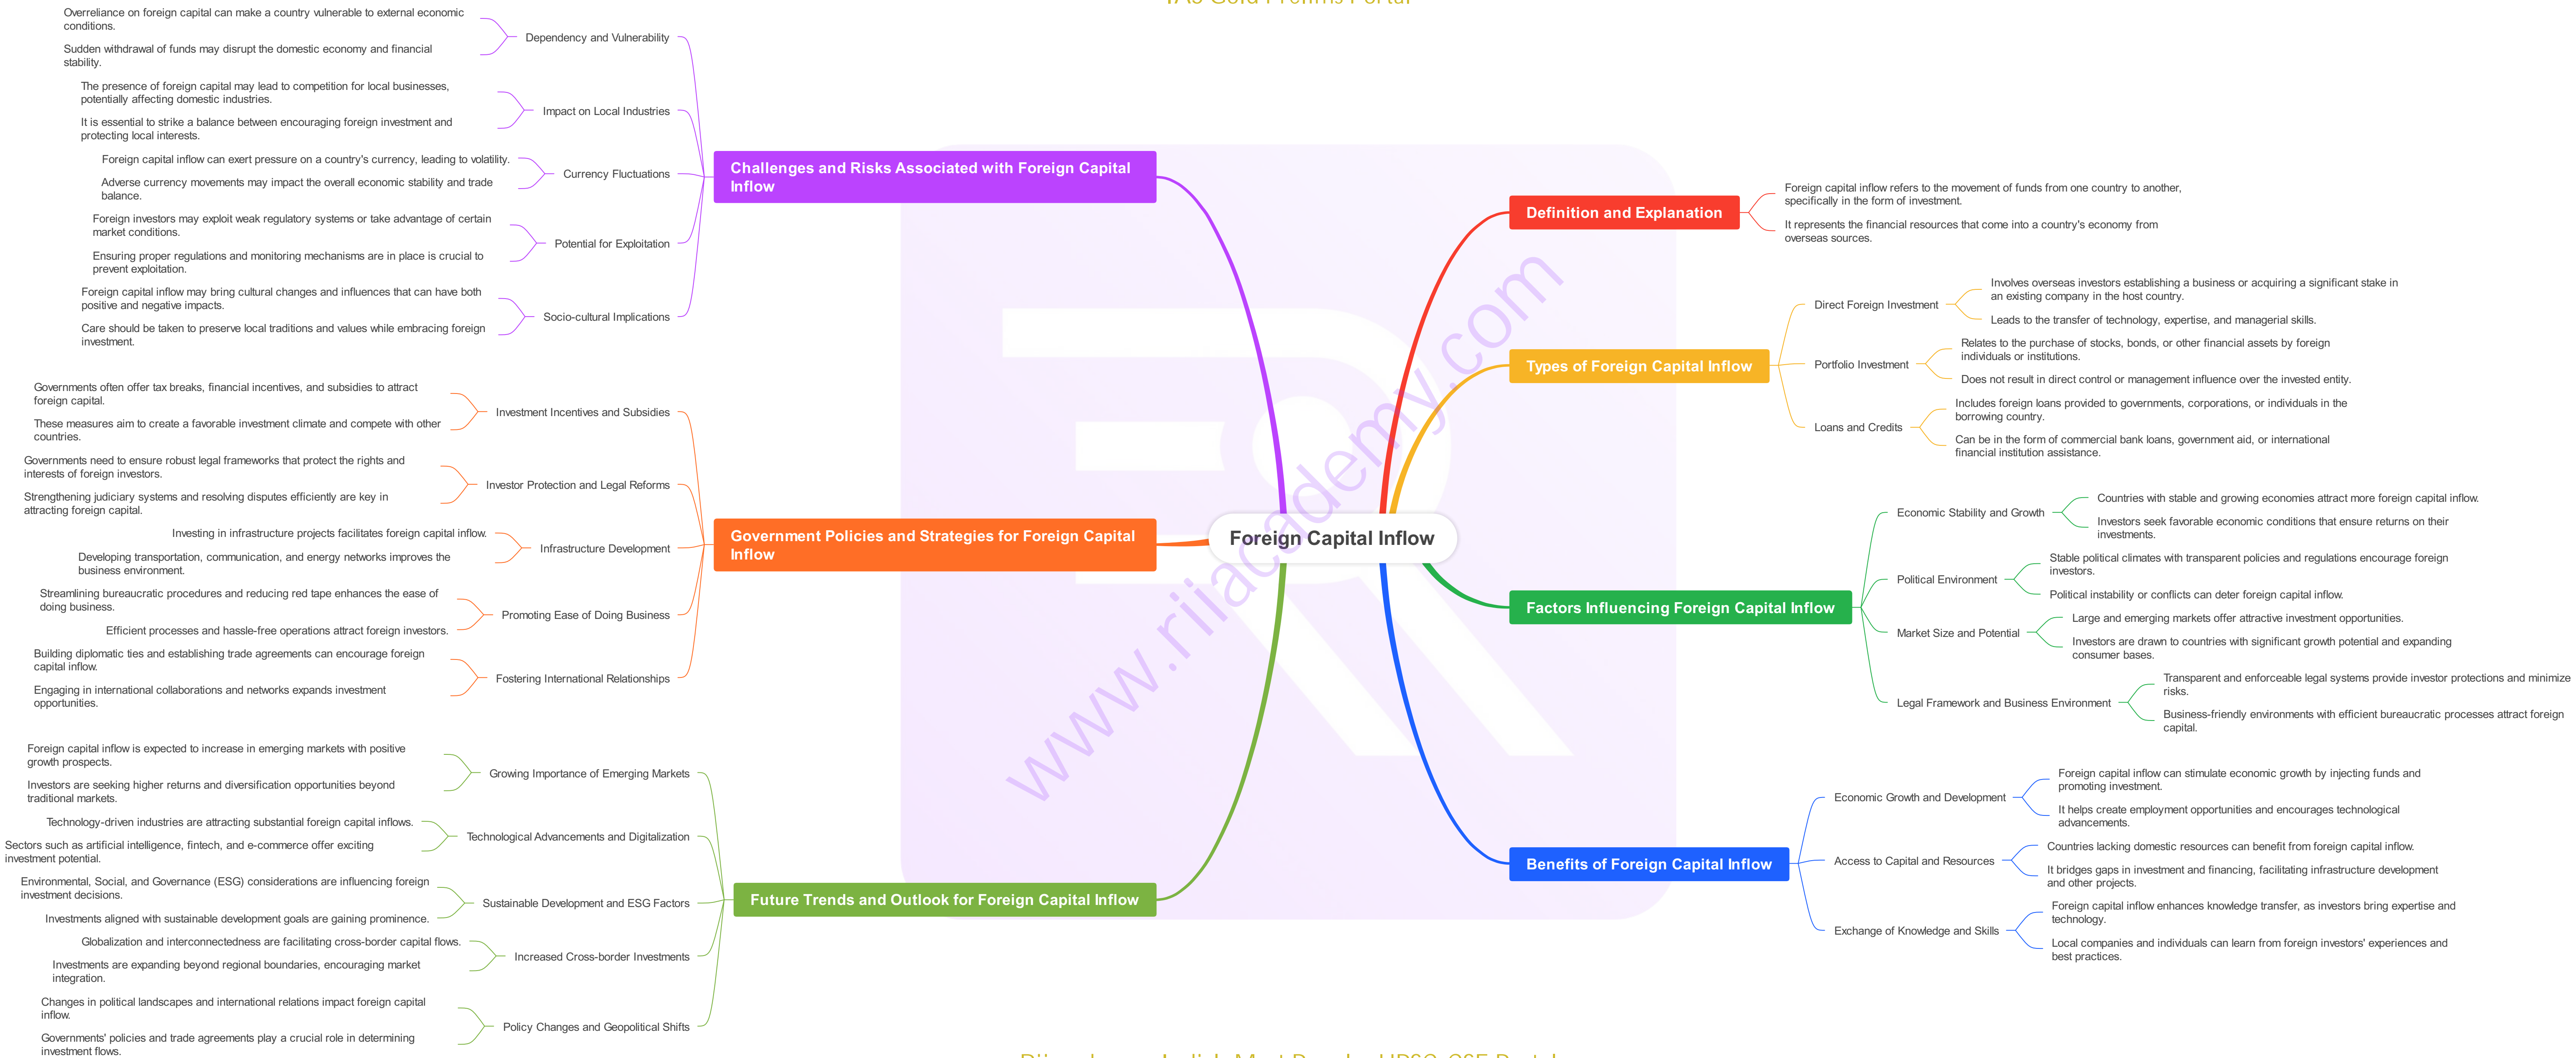 IAS Gold Prelims Portal
Foreign Capital Inflow
Definition and Explanation
Foreign capital inflow refers to the movement of funds from one country to another,
specifically in the form of investment.
It represents the financial resources that come into a country's economy from
overseas sources.
Types of Foreign Capital Inflow
Direct Foreign Investment
Involves overseas investors establishing a business or acquiring a significant stake in
an existing company in the host country.
Leads to the transfer of technology, expertise, and managerial skills.
Portfolio Investment
Relates to the purchase of stocks, bonds, or other financial assets by foreign
individuals or institutions.
Does not result in direct control or management influence over the invested entity.
Loans and Credits
Includes foreign loans provided to governments, corporations, or individuals in the
borrowing country.
Can be in the form of commercial bank loans, government aid, or international
financial institution assistance.
Factors Influencing Foreign Capital Inflow
Economic Stability and Growth
Countries with stable and growing economies attract more foreign capital inflow.
Investors seek favorable economic conditions that ensure returns on their
investments.
Political Environment
Stable political climates with transparent policies and regulations encourage foreign
investors.
Political instability or conflicts can deter foreign capital inflow.
Market Size and Potential
Large and emerging markets offer attractive investment opportunities.
Investors are drawn to countries with significant growth potential and expanding
consumer bases.
Legal Framework and Business Environment
Transparent and enforceable legal systems provide investor protections and minimize
risks.
Business-friendly environments with efficient bureaucratic processes attract foreign
capital.
Benefits of Foreign Capital Inflow
Economic Growth and Development
Foreign capital inflow can stimulate economic growth by injecting funds and
promoting investment.
It helps create employment opportunities and encourages technological
advancements.
Access to Capital and Resources
Countries lacking domestic resources can benefit from foreign capital inflow.
It bridges gaps in investment and financing, facilitating infrastructure development
and other projects.
Exchange of Knowledge and Skills
Foreign capital inflow enhances knowledge transfer, as investors bring expertise and
technology.
Local companies and individuals can learn from foreign investors' experiences and
best practices.
Challenges and Risks Associated with Foreign Capital
Inflow
Dependency and Vulnerability
Overreliance on foreign capital can make a country vulnerable to external economic
conditions.
Sudden withdrawal of funds may disrupt the domestic economy and financial
stability.
Impact on Local Industries
The presence of foreign capital may lead to competition for local businesses,
potentially affecting domestic industries.
It is essential to strike a balance between encouraging foreign investment and
protecting local interests.
Currency Fluctuations
Foreign capital inflow can exert pressure on a country's currency, leading to volatility.
Adverse currency movements may impact the overall economic stability and trade
balance.
Potential for Exploitation
Foreign investors may exploit weak regulatory systems or take advantage of certain
market conditions.
Ensuring proper regulations and monitoring mechanisms are in place is crucial to
prevent exploitation.
Socio-cultural Implications
Foreign capital inflow may bring cultural changes and influences that can have both
positive and negative impacts.
Care should be taken to preserve local traditions and values while embracing foreign
investment.
Government Policies and Strategies for Foreign Capital
Inflow
Investment Incentives and Subsidies
Governments often offer tax breaks, financial incentives, and subsidies to attract
foreign capital.
These measures aim to create a favorable investment climate and compete with other
countries.
Investor Protection and Legal Reforms
Governments need to ensure robust legal frameworks that protect the rights and
interests of foreign investors.
Strengthening judiciary systems and resolving disputes efficiently are key in
attracting foreign capital.
Infrastructure Development
Investing in infrastructure projects facilitates foreign capital inflow.
Developing transportation, communication, and energy networks improves the
business environment.
Promoting Ease of Doing Business
Streamlining bureaucratic procedures and reducing red tape enhances the ease of
doing business.
Efficient processes and hassle-free operations attract foreign investors.
Fostering International Relationships
Building diplomatic ties and establishing trade agreements can encourage foreign
capital inflow.
Engaging in international collaborations and networks expands investment
opportunities.
Future Trends and Outlook for Foreign Capital Inflow
Growing Importance of Emerging Markets
Foreign capital inflow is expected to increase in emerging markets with positive
growth prospects.
Investors are seeking higher returns and diversification opportunities beyond
traditional markets.
Technological Advancements and Digitalization
Technology-driven industries are attracting substantial foreign capital inflows.
Sectors such as artificial intelligence, fintech, and e-commerce offer exciting
investment potential.
Sustainable Development and ESG Factors
Environmental, Social, and Governance (ESG) considerations are influencing foreign
investment decisions.
Investments aligned with sustainable development goals are gaining prominence.
Increased Cross-border Investments
Globalization and interconnectedness are facilitating cross-border capital flows.
Investments are expanding beyond regional boundaries, encouraging market
integration.
Policy Changes and Geopolitical Shifts
Changes in political landscapes and international relations impact foreign capital
inflow.
Governments' policies and trade agreements play a crucial role in determining
investment flows.
www.riiacademy.com